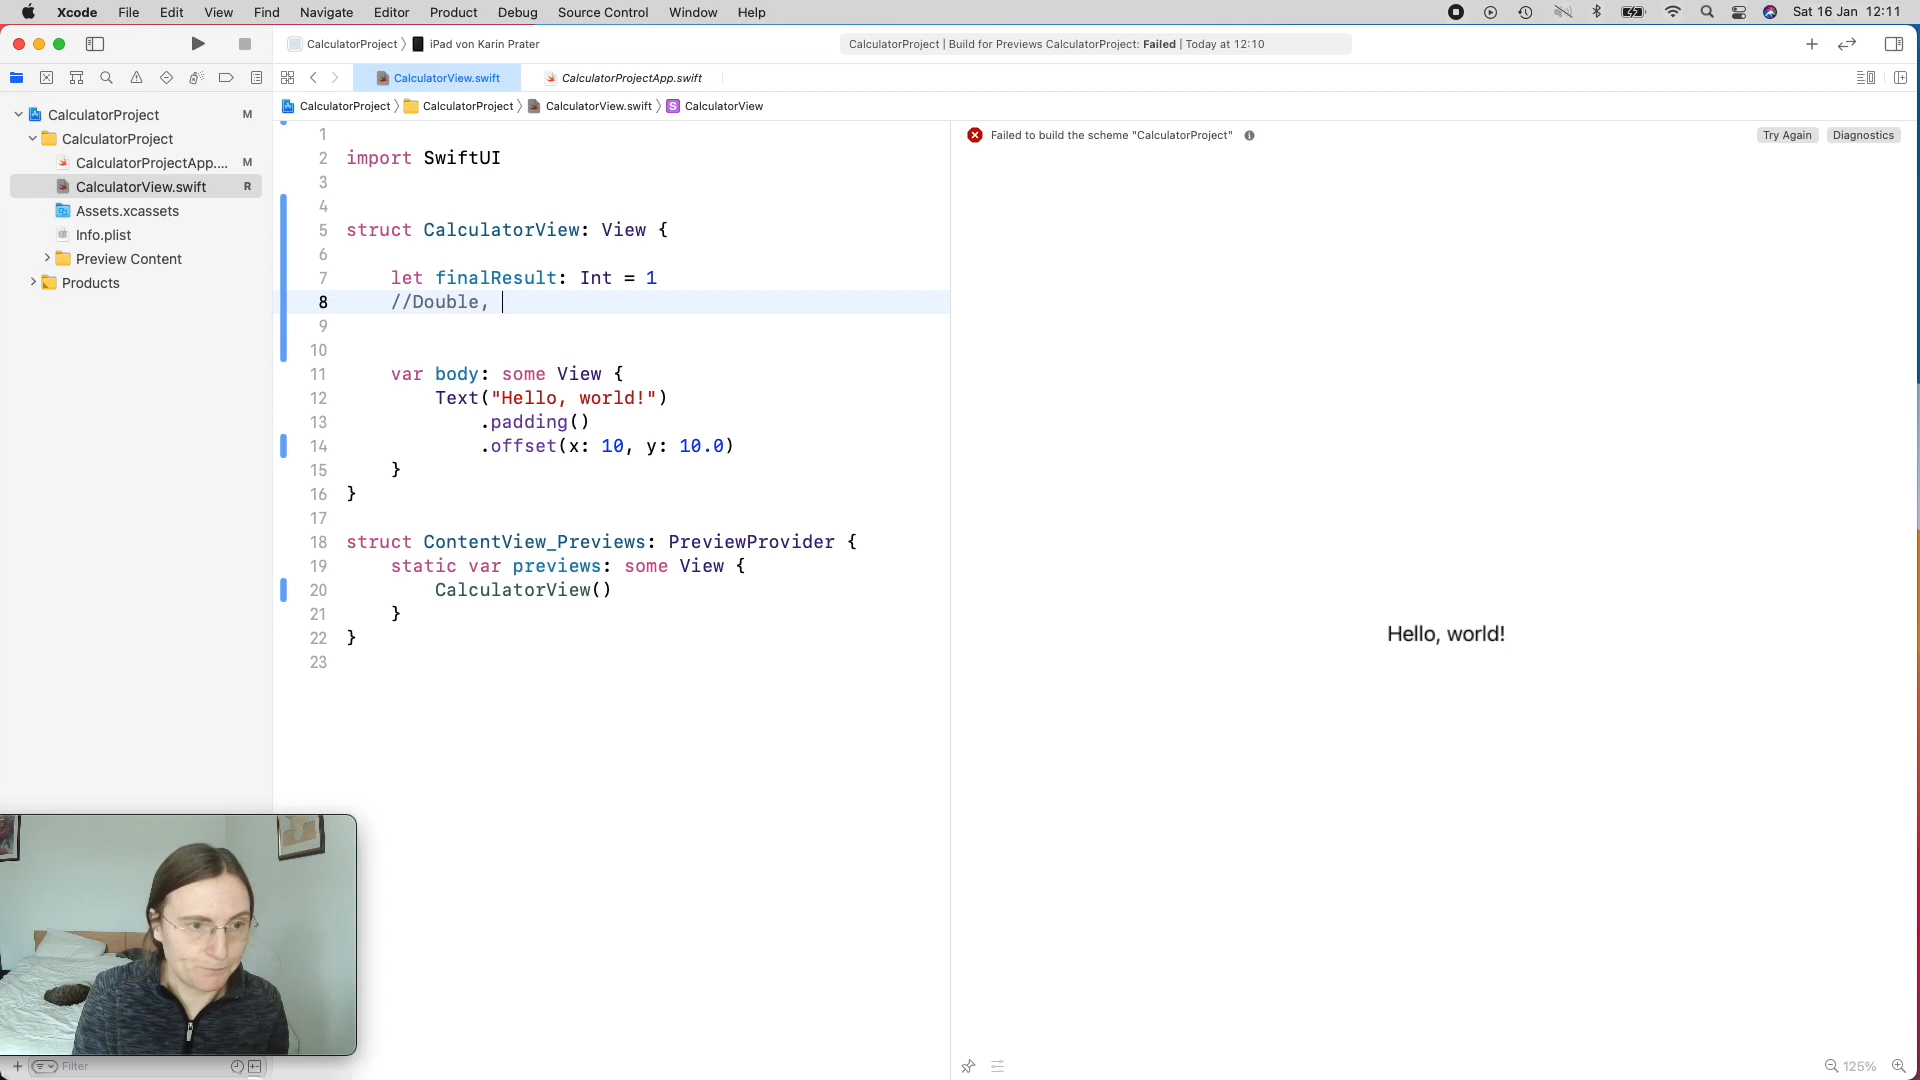 Xcode File Edit View Find Navigate Editor Product Debug Source Control Window Help Sat 16 Jan 12:11
CalculatorProject iPad von Karin Prater CalculatorProject | Build for Previews CalculatorProject: Failed | Today at 12:10
CalculatorView.swift CalculatorProjectApp.swift
CalculatorProject CalculatorProject CalculatorView.swift S CalculatorView
CalculatorProject M
CalculatorProject
CalculatorProjectApp.... M
CalculatorView.swift R
Assets.xcassets
Info.plist
Preview Content
Products
1
2 import SwiftUI
3
4
5 struct CalculatorView: View {
6
7 let finalResult: Int = 1
8 //Double,
9
10
11 var body: some View {
12 Text("Hello, world!")
13 .padding()
14 .offset(x: 10, y: 10.0)
15 }
16 }
17
18 struct ContentView_Previews: PreviewProvider {
19 static var previews: some View {
20 CalculatorView()
21 }
22 }
23
Failed to build the scheme "CalculatorProject" Try Again Diagnostics
Hello, world!
Filter
125%